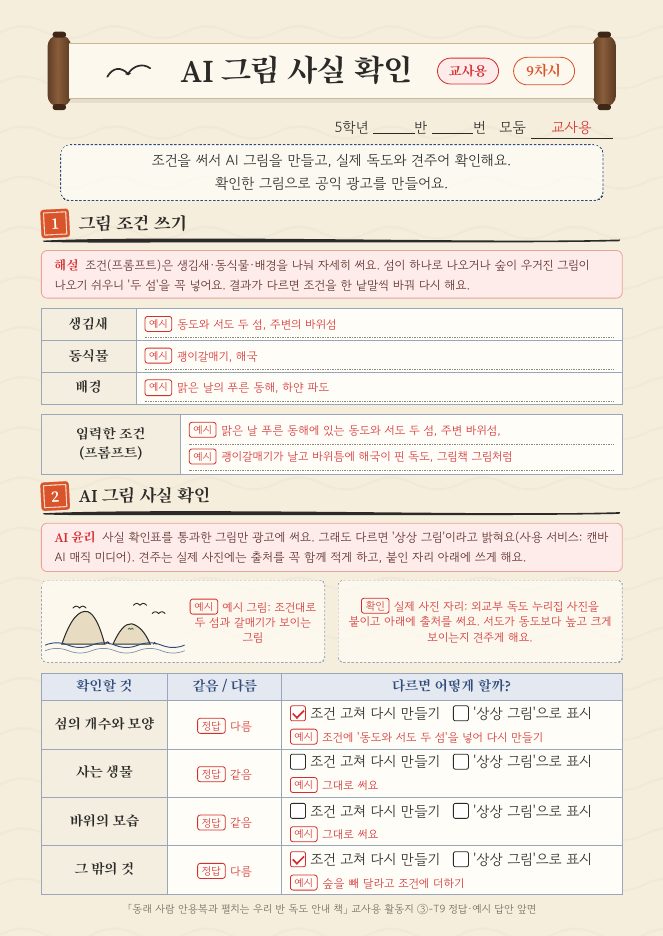 AI 그림 사실 확인 교사용 9차시
5학년 ______반 ______번 모둠 교사용
조건을 써서 AI 그림을 만들고, 실제 독도와 견주어 확인해요.
확인한 그림으로 공익 광고를 만들어요.
1 그림 조건 쓰기
해설 조건(프롬프트)은 생김새·동식물·배경을 나눠 자세히 써요. 섬이 하나로 나오거나 숲이 우거진 그림이
나오기 쉬우니 '두 섬'을 꼭 넣어요. 결과가 다르면 조건을 한 낱말씩 바꿔 다시 해요.
생김새 예시 동도와 서도 두 섬, 주변의 바위섬
동식물 예시 괭이갈매기, 해국
배경 예시 맑은 날의 푸른 동해, 하얀 파도
입력한 조건
(프롬프트)
예시 맑은 날 푸른 동해에 있는 동도와 서도 두 섬, 주변 바위섬,
예시 괭이갈매기가 날고 바위틈에 해국이 핀 독도, 그림책 그림처럼
2 AI 그림 사실 확인
AI 윤리 사실 확인표를 통과한 그림만 광고에 써요. 그래도 다르면 '상상 그림'이라고 밝혀요(사용 서비스: 캔바
AI 매직 미디어). 견주는 실제 사진에는 출처를 꼭 함께 적게 하고, 붙인 자리 아래에 쓰게 해요.
예시 예시 그림: 조건대로
두 섬과 갈매기가 보이는
그림
확인 실제 사진 자리: 외교부 독도 누리집 사진을
붙이고 아래에 출처를 써요. 서도가 동도보다 높고 크게
보이는지 견주게 해요.
확인할 것 같음 / 다름 다르면 어떻게 할까?
섬의 개수와 모양 정답 다름 조건 고쳐 다시 만들기 '상상 그림'으로 표시
예시 조건에 '동도와 서도 두 섬'을 넣어 다시 만들기
사는 생물 정답 같음 조건 고쳐 다시 만들기 '상상 그림'으로 표시
예시 그대로 써요
바위의 모습 정답 같음 조건 고쳐 다시 만들기 '상상 그림'으로 표시
예시 그대로 써요
그 밖의 것 정답 다름 조건 고쳐 다시 만들기 '상상 그림'으로 표시
예시 숲을 빼 달라고 조건에 더하기
「동래 사람 안용복과 펼치는 우리 반 독도 안내 책」 교사용 활동지 ③-T9 정답·예시 답안 앞면